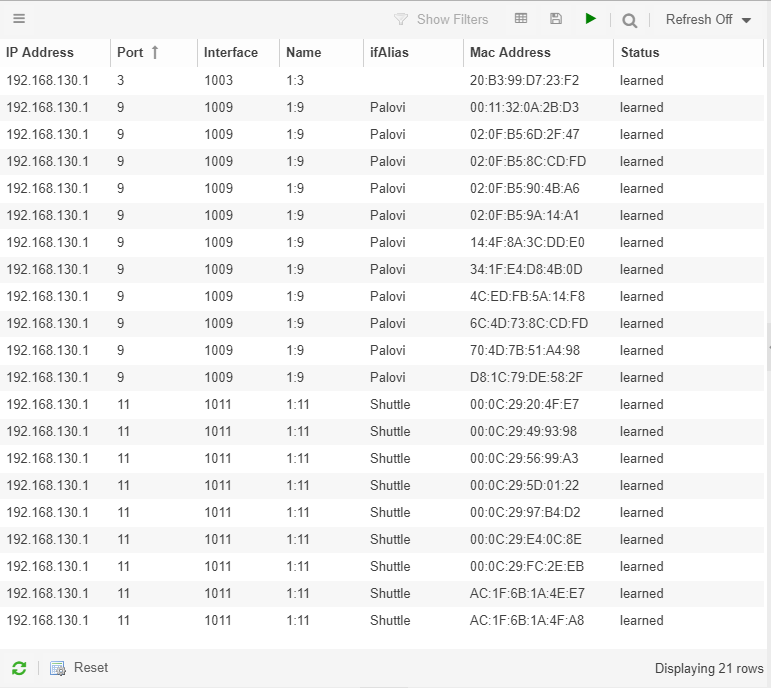 Show Filters Refresh Off
IP Address Port Interface Name ifAlias Mac Address Status
192.168.130.1 3 1003 1:3 20:B3:99:D7:23:F2 learned
192.168.130.1 9 1009 1:9 Palovi 00:11:32:0A:2B:D3 learned
192.168.130.1 9 1009 1:9 Palovi 02:0F:B5:6D:2F:47 learned
192.168.130.1 9 1009 1:9 Palovi 02:0F:B5:8C:CD:FD learned
192.168.130.1 9 1009 1:9 Palovi 02:0F:B5:90:4B:A6 learned
192.168.130.1 9 1009 1:9 Palovi 02:0F:B5:9A:14:A1 learned
192.168.130.1 9 1009 1:9 Palovi 14:4F:8A:3C:DD:E0 learned
192.168.130.1 9 1009 1:9 Palovi 34:1F:E4:D8:4B:0D learned
192.168.130.1 9 1009 1:9 Palovi 4C:ED:FB:5A:14:F8 learned
192.168.130.1 9 1009 1:9 Palovi 6C:4D:73:8C:CD:FD learned
192.168.130.1 9 1009 1:9 Palovi 70:4D:7B:51:A4:98 learned
192.168.130.1 9 1009 1:9 Palovi D8:1C:79:DE:58:2F learned
192.168.130.1 11 1011 1:11 Shuttle 00:0C:29:20:4F:E7 learned
192.168.130.1 11 1011 1:11 Shuttle 00:0C:29:49:93:98 learned
192.168.130.1 11 1011 1:11 Shuttle 00:0C:29:56:99:A3 learned
192.168.130.1 11 1011 1:11 Shuttle 00:0C:29:5D:01:22 learned
192.168.130.1 11 1011 1:11 Shuttle 00:0C:29:97:B4:D2 learned
192.168.130.1 11 1011 1:11 Shuttle 00:0C:29:E4:0C:8E learned
192.168.130.1 11 1011 1:11 Shuttle 00:0C:29:FC:2E:EB learned
192.168.130.1 11 1011 1:11 Shuttle AC:1F:6B:1A:4E:E7 learned
192.168.130.1 11 1011 1:11 Shuttle AC:1F:6B:1A:4F:A8 learned
Reset Displaying 21 rows